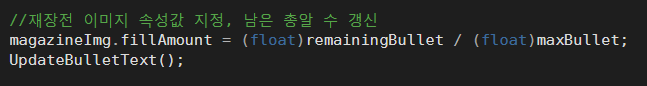 //재장전 이미지 속성값 지정, 남은 총알 수 갱신
magazineImg.fillAmount = (float)remainingBullet / (float)maxBullet;
UpdateBulletText();